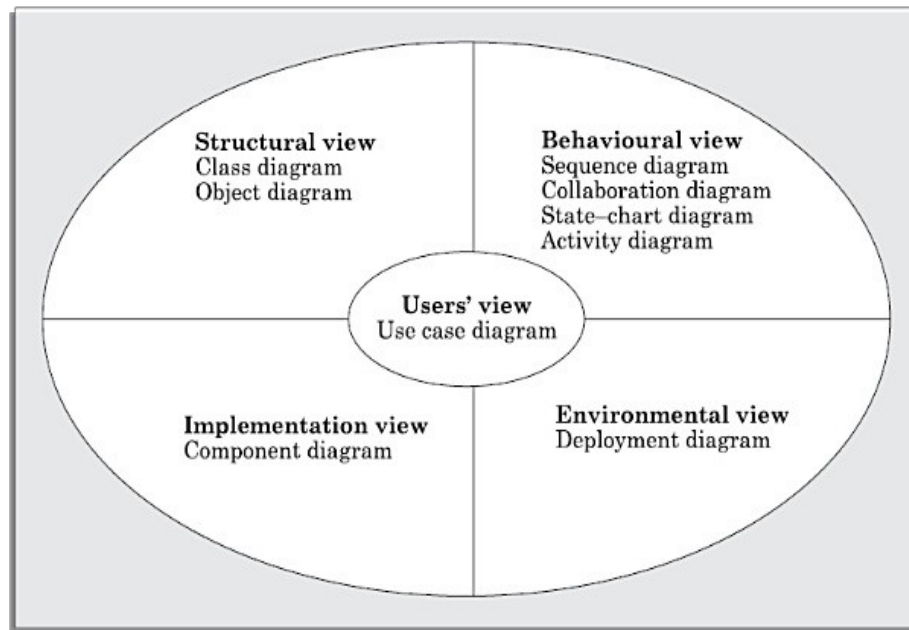 Structural view
Class diagram
Object diagram
Behavioural view
Sequence diagram
Collaboration diagram
State–chart diagram
Activity diagram
Users’ view
Use case diagram
Implementation view
Component diagram
Environmental view
Deployment diagram